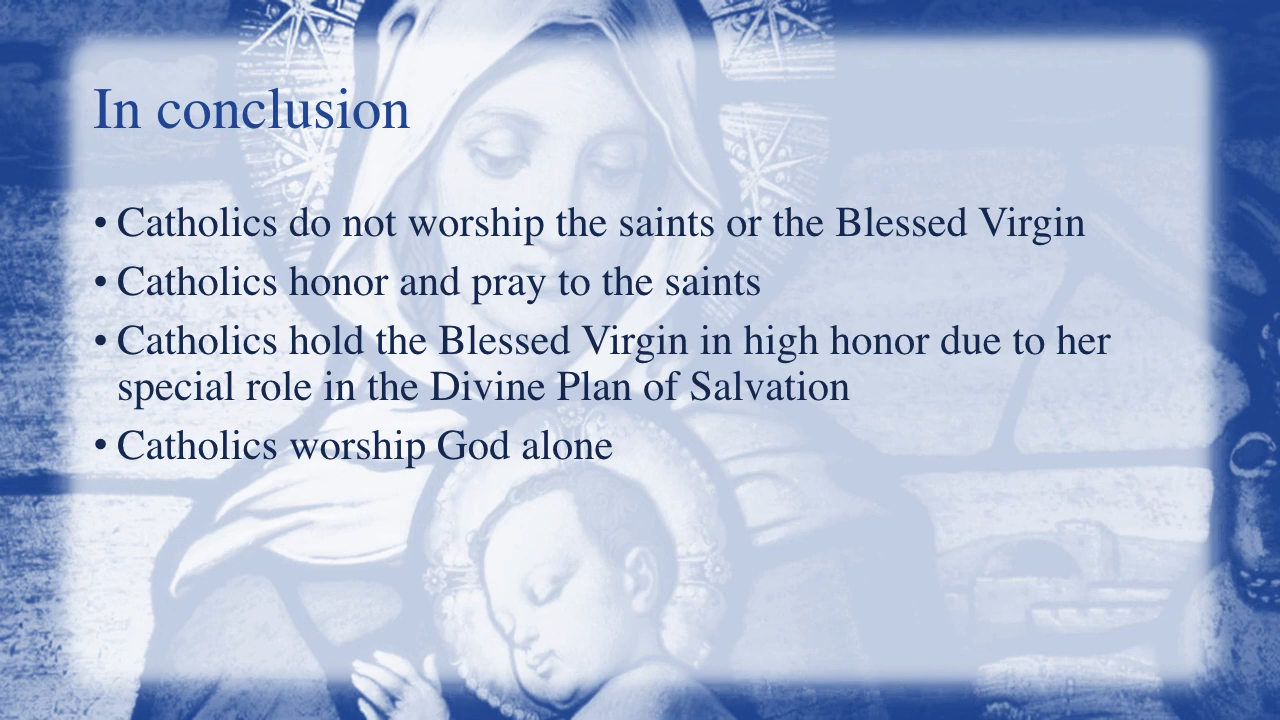 In conclusion
• Catholics do not worship the saints or the Blessed Virgin
• Catholics honor and pray to the saints
• Catholics hold the Blessed Virgin in high honor due to her
special role in the Divine Plan of Salvation
• Catholics worship God alone